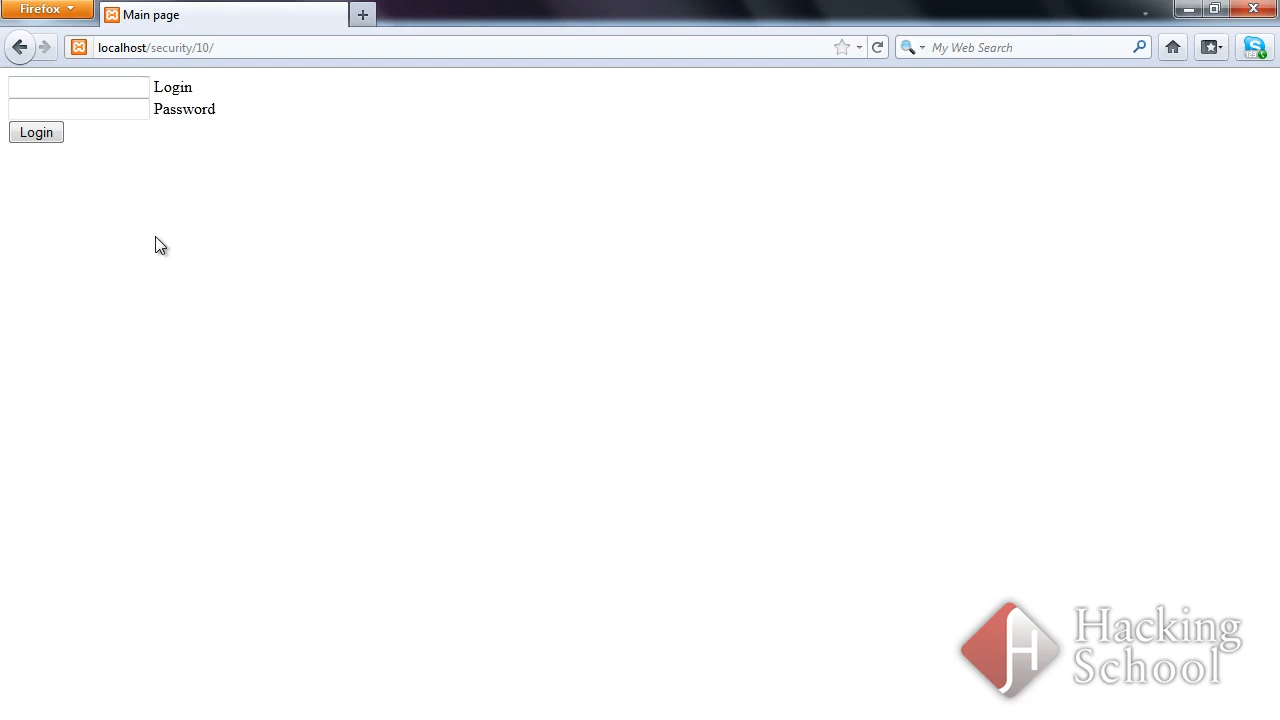 Firefox
Main page
localhost/security/10/
My Web Search
Login
Password
Login
Hacking
School